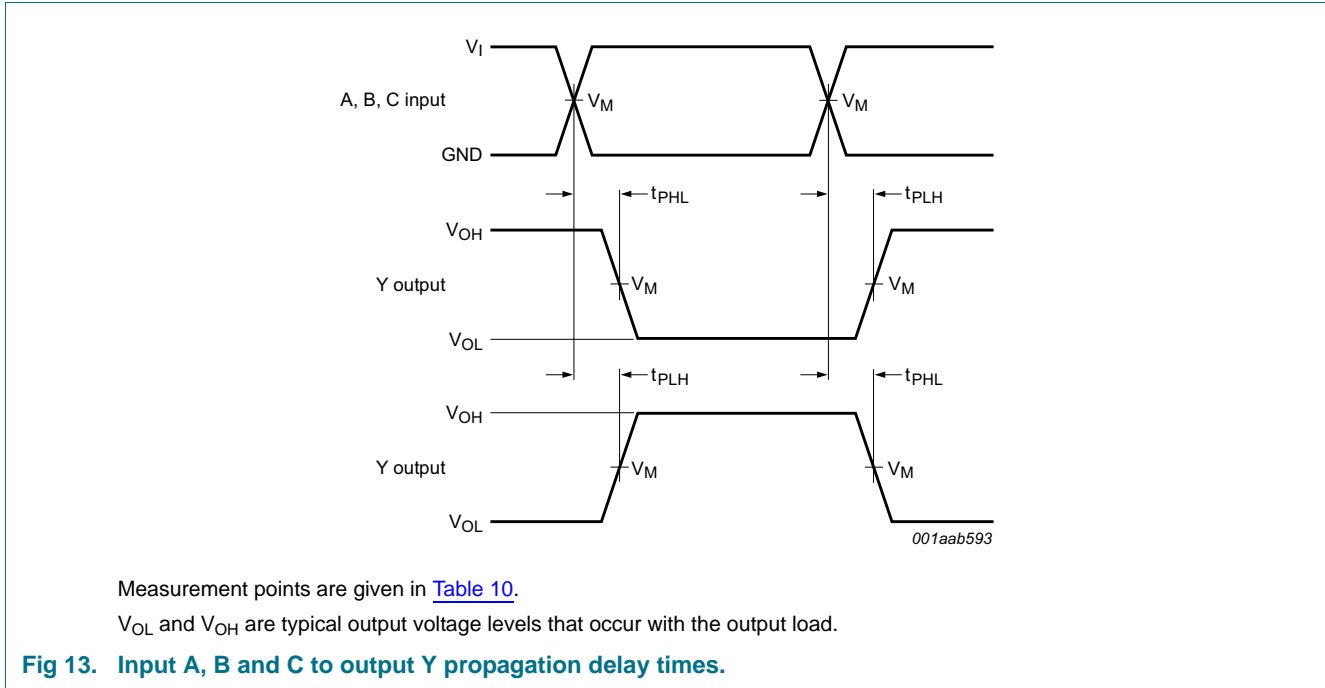 VI
A, B, C input
VM
VM
GND
tPHL
tPLH
VOH
Y output
VM
VM
VOL
tPLH
tPHL
VOH
Y output
VM
VM
VOL
001aab593
Measurement points are given in Table 10.
VOL and VOH are typical output voltage levels that occur with the output load.
Fig 13. Input A, B and C to output Y propagation delay times.